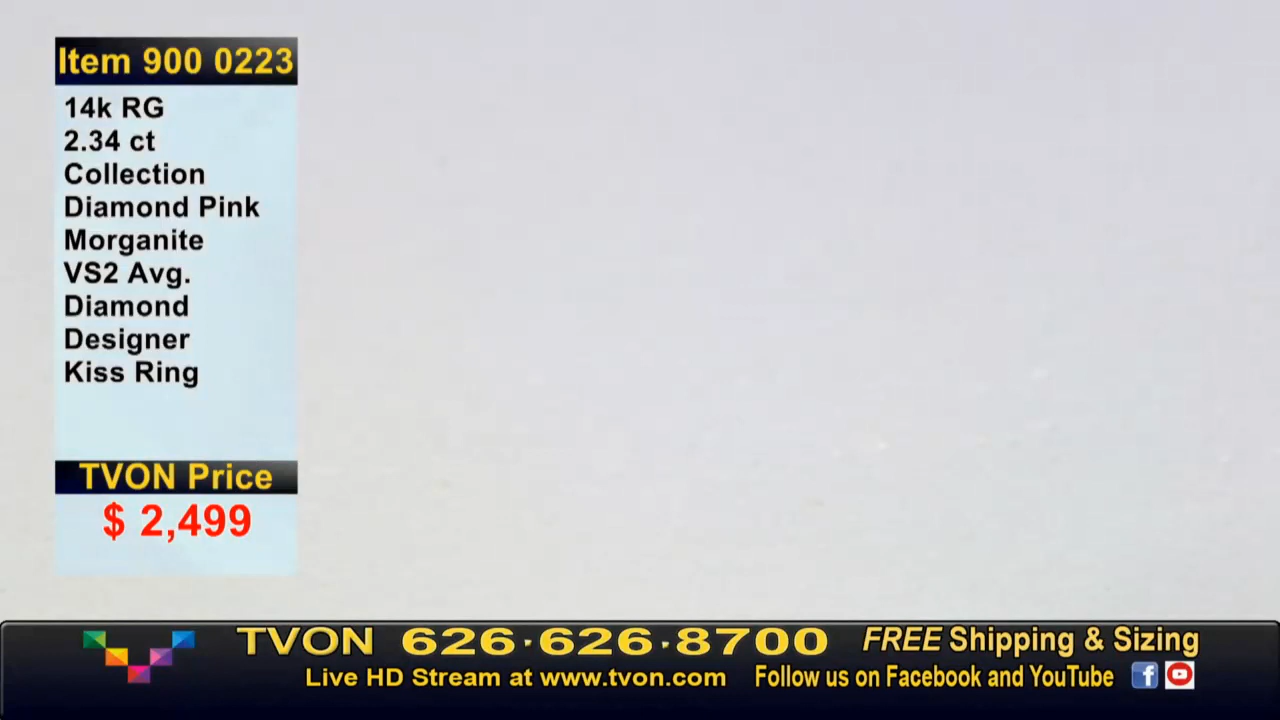 Item 900 0223
14k RG
2.34 ct
Collection
Diamond Pink
Morganite
VS2 Avg.
Diamond
Designer
Kiss Ring
TVON Price
$ 2,499
TVON 626·626·8700 FREE Shipping & Sizing
Live HD Stream at www.tvon.com Follow us on Facebook and YouTube